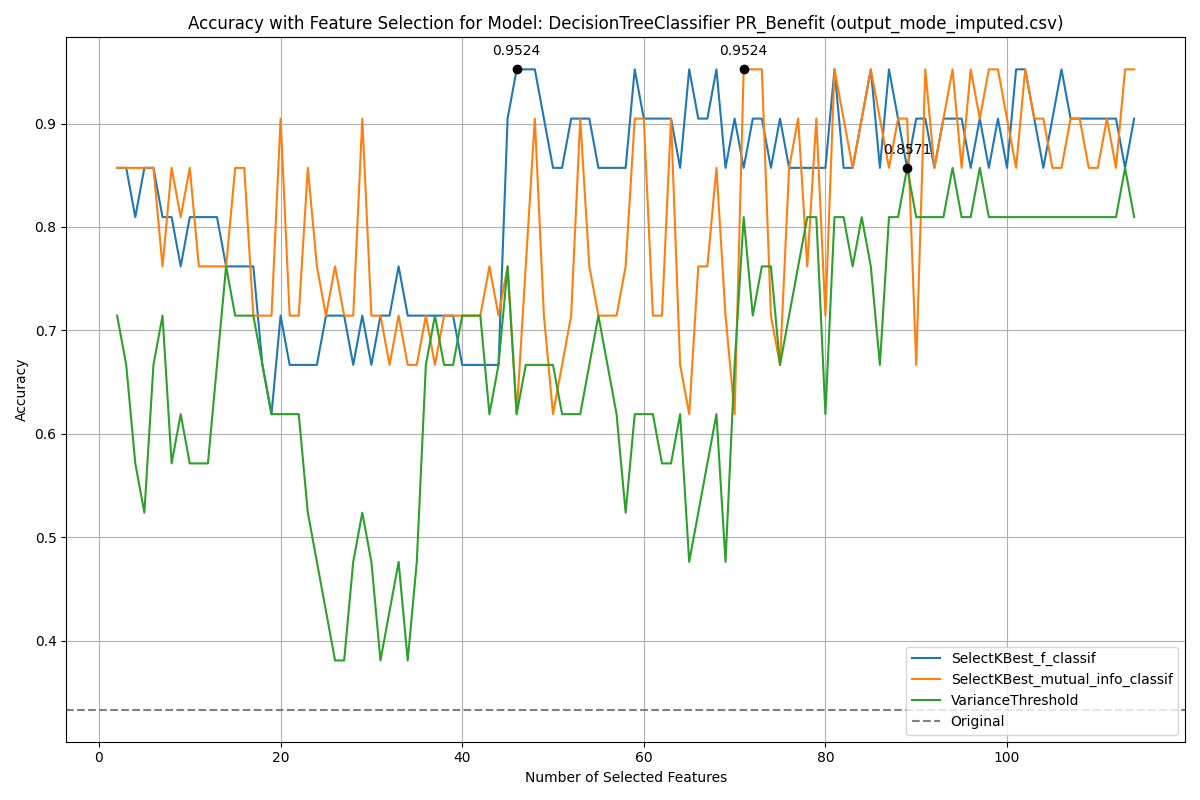 Accuracy with Feature Selection for Model: DecisionTreeClassifier PR_Benefit (output_mode_imputed.csv)
0.9524
0.9524
0.8571
0.9
0.8
0.7
0.6
0.5
0.4
Accuracy
SelectKBest_f_classif
SelectKBest_mutual_info_classif
VarianceThreshold
Original
0 20 40 60 80 100
Number of Selected Features